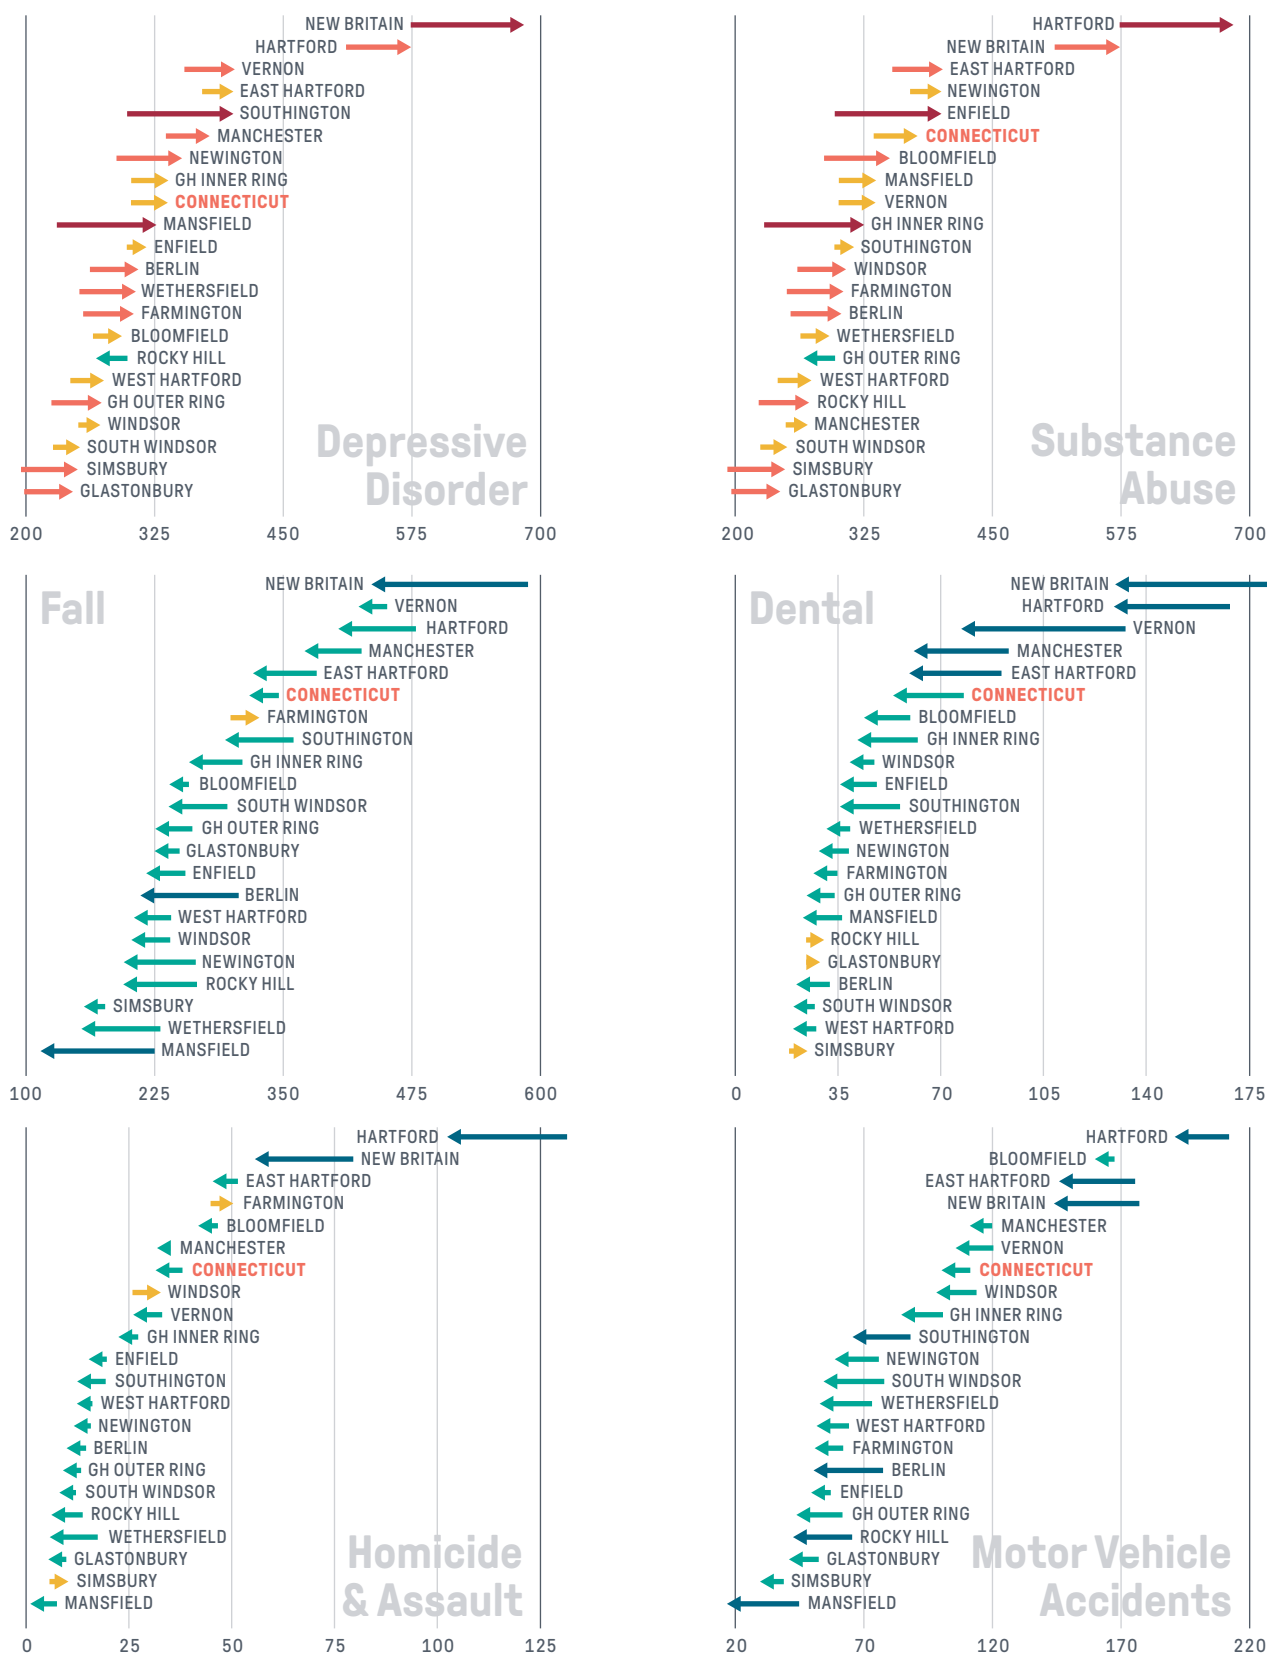 NEW BRITAIN
HARTFORD
VERNON
EAST HARTFORD
SOUTHINGTON
MANCHESTER
NEWINGTON
GH INNER RING
CONNECTICUT
MANSFIELD
ENFIELD
BERLIN
WETHERSFIELD
FARMINGTON
BLOOMFIELD
ROCKY HILL
WEST HARTFORD
GH OUTER RING
WINDSOR
SOUTH WINDSOR
SIMSBURY
GLASTONBURY
Depressive
Disorder
200 325 450 575 700
HARTFORD
NEW BRITAIN
EAST HARTFORD
NEWINGTON
ENFIELD
CONNECTICUT
BLOOMFIELD
MANSFIELD
VERNON
GH INNER RING
SOUTHINGTON
WINDSOR
FARMINGTON
BERLIN
WETHERSFIELD
GH OUTER RING
WEST HARTFORD
ROCKY HILL
MANCHESTER
SOUTH WINDSOR
SIMSBURY
GLASTONBURY
Substance
Abuse
200 325 450 575 700
Fall
NEW BRITAIN
VERNON
HARTFORD
MANCHESTER
EAST HARTFORD
CONNECTICUT
FARMINGTON
SOUTHINGTON
GH INNER RING
BLOOMFIELD
SOUTH WINDSOR
GH OUTER RING
GLASTONBURY
ENFIELD
BERLIN
WEST HARTFORD
WINDSOR
NEWINGTON
ROCKY HILL
SIMSBURY
WETHERSFIELD
MANSFIELD
100 225 350 475 600
Dental
NEW BRITAIN
HARTFORD
VERNON
MANCHESTER
EAST HARTFORD
CONNECTICUT
BLOOMFIELD
GH INNER RING
WINDSOR
ENFIELD
SOUTHINGTON
WETHERSFIELD
NEWINGTON
FARMINGTON
GH OUTER RING
MANSFIELD
ROCKY HILL
GLASTONBURY
BERLIN
SOUTH WINDSOR
WEST HARTFORD
SIMSBURY
0 35 70 105 140 175
HARTFORD
NEW BRITAIN
EAST HARTFORD
FARMINGTON
BLOOMFIELD
MANCHESTER
CONNECTICUT
WINDSOR
VERNON
GH INNER RING
ENFIELD
SOUTHINGTON
WEST HARTFORD
NEWINGTON
BERLIN
GH OUTER RING
SOUTH WINDSOR
ROCKY HILL
WETHERSFIELD
GLASTONBURY
SIMSBURY
MANSFIELD
Homicide
& Assault
0 25 50 75 100 125
HARTFORD
BLOOMFIELD
EAST HARTFORD
NEW BRITAIN
MANCHESTER
VERNON
CONNECTICUT
WINDSOR
GH INNER RING
SOUTHINGTON
NEWINGTON
SOUTH WINDSOR
WETHERSFIELD
WEST HARTFORD
FARMINGTON
BERLIN
ENFIELD
GH OUTER RING
ROCKY HILL
GLASTONBURY
SIMSBURY
MANSFIELD
Motor Vehicle
Accidents
20 70 120 170 220